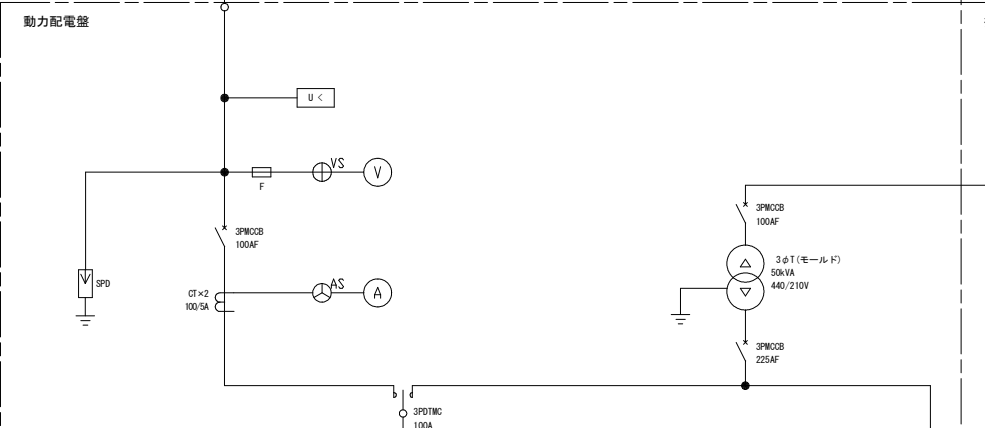 動力配電盤
U <
VS
V
F
3PMCCB
100AF
3PMCCB
100AF
3φT(モールド)
50kVA
440/210V
SPD
AS
A
CT×2
100/5A
3PMCCB
225AF
3PDTMC
100A